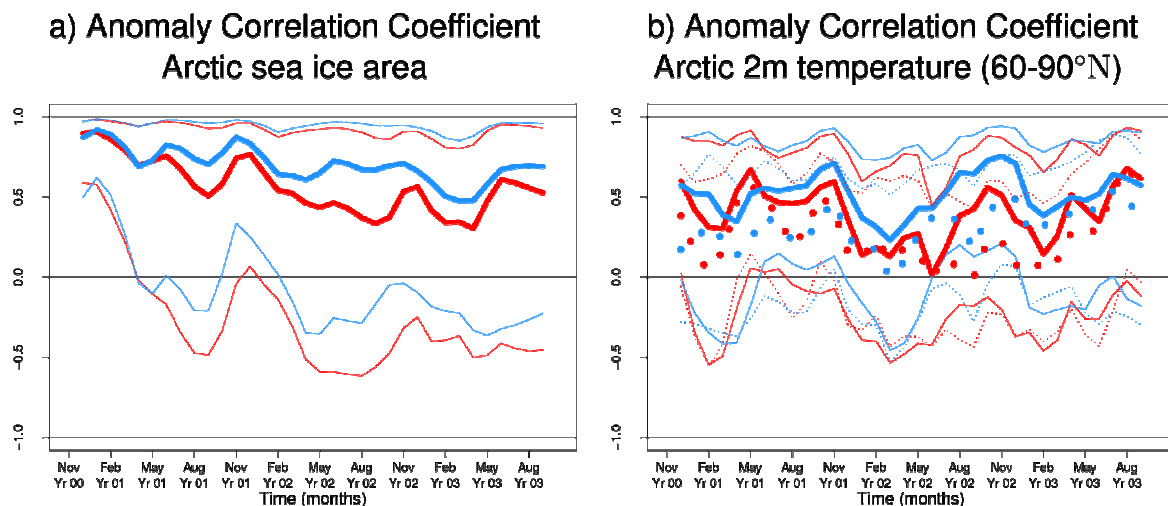 a) Anomaly Correlation Coefficient
Arctic sea ice area
1.0
0.5
0.0
-0.5
-1.0
Nov Feb May Aug Nov Feb May Aug Nov Feb May Aug
Yr 00 Yr 01 Yr 01 Yr 01 Yr 01 Yr 02 Yr 02 Yr 02 Yr 02 Yr 03 Yr 03 Yr 03
Time (months)
b) Anomaly Correlation Coefficient
Arctic 2m temperature (60-90°N)
1.0
0.5
0.0
-0.5
-1.0
Nov Feb May Aug Nov Feb May Aug Nov Feb May Aug
Yr 00 Yr 01 Yr 01 Yr 01 Yr 01 Yr 02 Yr 02 Yr 02 Yr 02 Yr 03 Yr 03 Yr 03
Time (months)